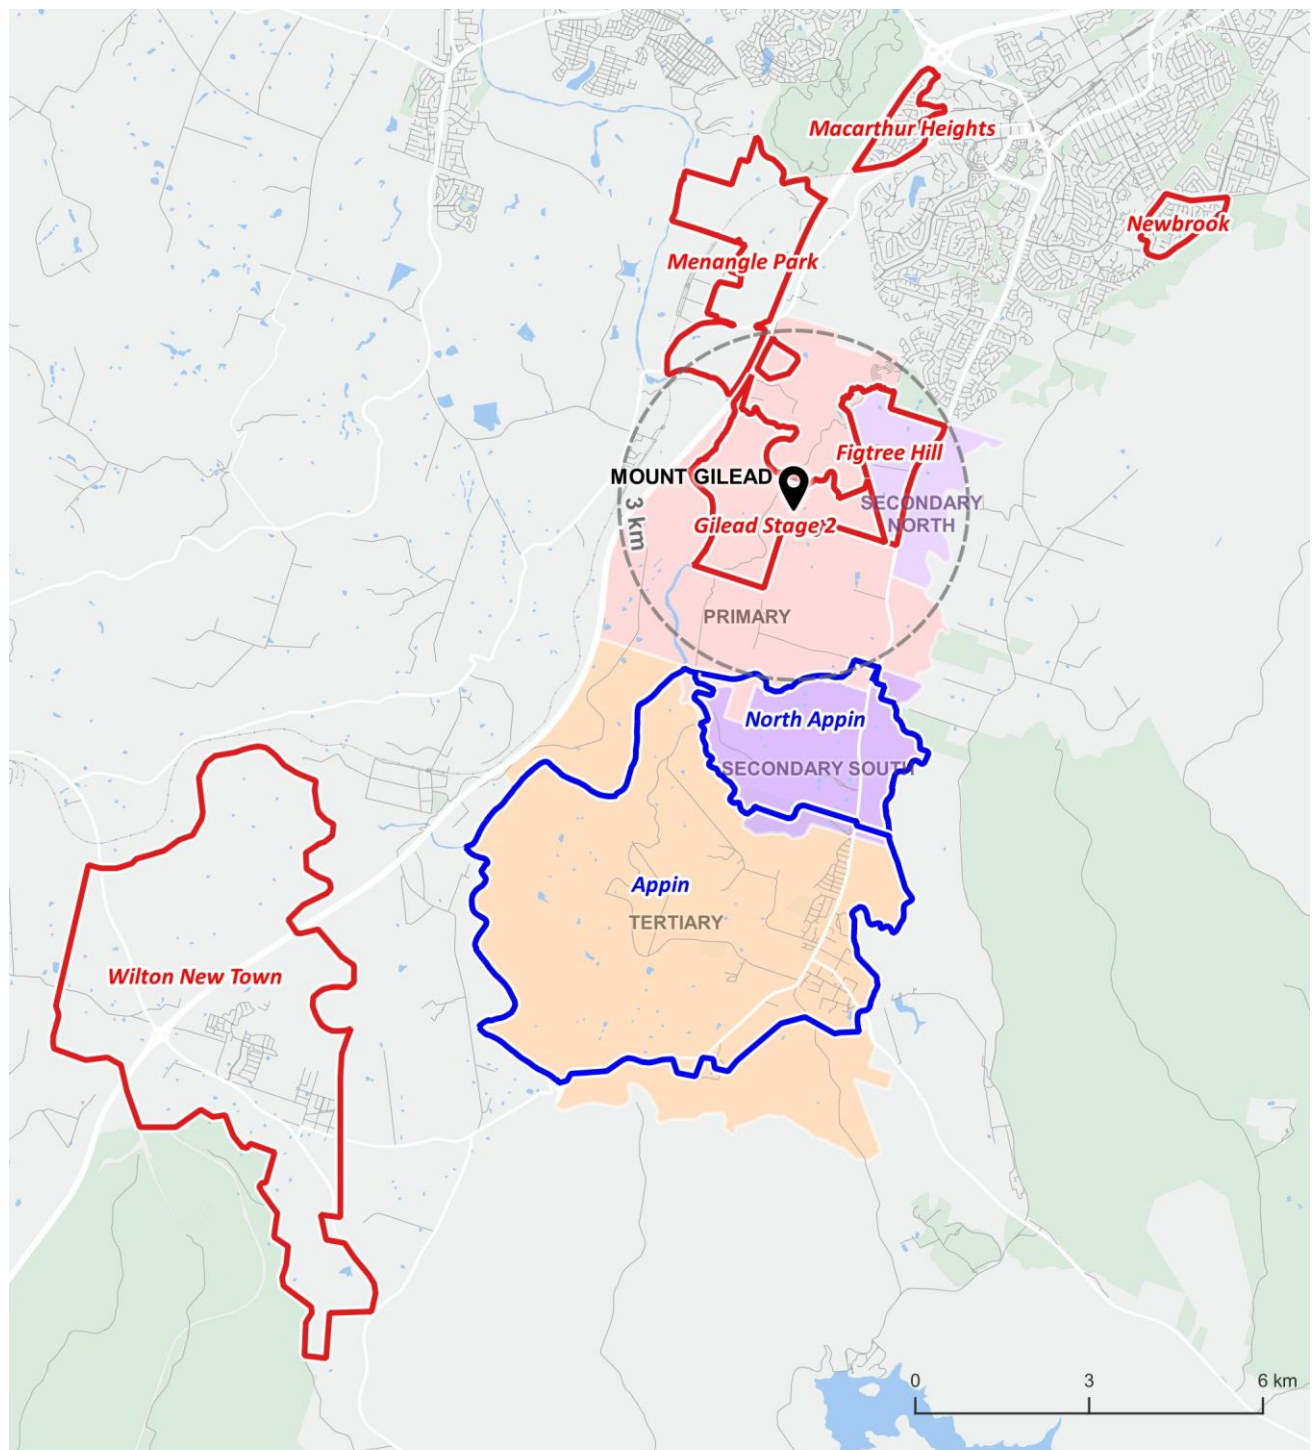 Macarthur Heights
Newbrook
Menangle Park
Figtree Hill
MOUNT GILEAD
SECONDARY
NORTH
3 km
Gilead Stage 2
PRIMARY
North Appin
SECONDARY SOUTH
Appin
TERTIARY
Wilton New Town
0 3 6 km